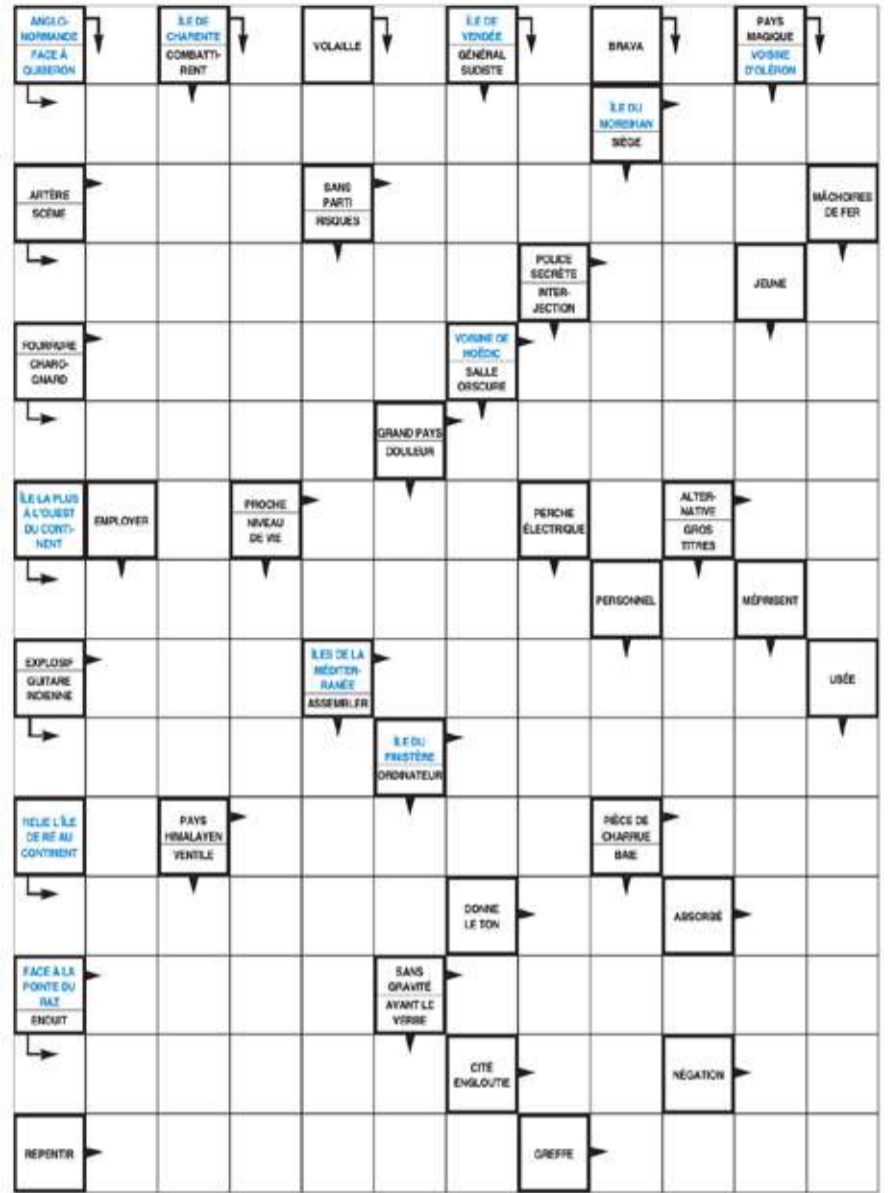 ANGLO-
NORMANDE
FACE À
QUIBERON
ÎLE DE
CHARENTE
COMBATTI-
RENT
VOLAILLE
ÎLE DE
VENDÉE
GÉNÉRAL
SUDISTE
BRAVA
PAYS
MAGIQUE
VOISINE
D'OLÉRON
ÎLE DU
MORBIHAN
SIÈGE
ARTÈRE
SCÈNE
SANS
PARTI
RISQUES
MÂCHOIRES
DE FER
POLICE
SECRÈTE
INTER-
JECTION
JEUNE
FOURRURE
CHARO-
GNARD
VOISINE DE
HOËDIC
SALLE
OBSCURE
GRAND PAYS
DOULEUR
ÎLE LA PLUS
À L'OUEST
DU CONTI-
NENT
EMPLOYER
PROCHE
NIVEAU
DE VIE
PERCHE
ÉLECTRIQUE
ALTER-
NATIVE
GROS
TITRES
PERSONNEL
MÉPRISENT
EXPLOSIF
GUITARE
INDIENNE
ÎLES DE LA
MÉDITER-
RANÉE
ASSEMBLER
USÉE
ÎLE DU
FINISTÈRE
ORDINATEUR
RELIE L'ÎLE
DE RÉ AU
CONTINENT
PAYS
HIMALAYEN
VENTILE
PIÈCE DE
CHARRUE
BAIE
DONNE
LE TON
ABSORBÉ
FACE À LA
POINTE DU
RAZ
ENDUIT
SANS
GRAVITÉ
AVANT LE
VERBE
CITÉ
ENGLOUTIE
NÉGATION
REPENTIR
GREFFE